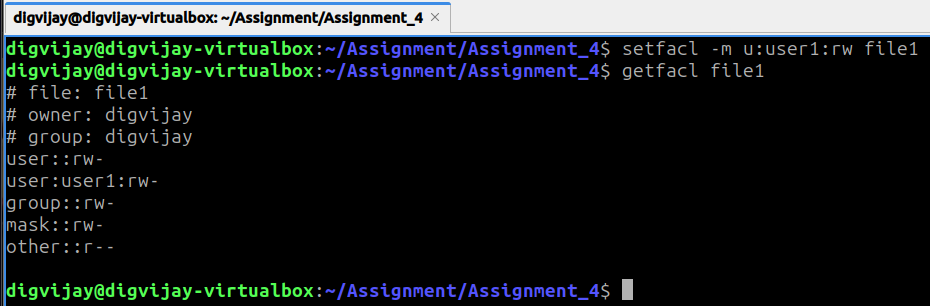 digvijay@digvijay-virtualbox: ~/Assignment/Assignment_4 ×
digvijay@digvijay-virtualbox:~/Assignment/Assignment_4$ setfacl -m u:user1:rw file1
digvijay@digvijay-virtualbox:~/Assignment/Assignment_4$ getfacl file1
# file: file1
# owner: digvijay
# group: digvijay
user::rw-
user:user1:rw-
group::rw-
mask::rw-
other::r--
digvijay@digvijay-virtualbox:~/Assignment/Assignment_4$